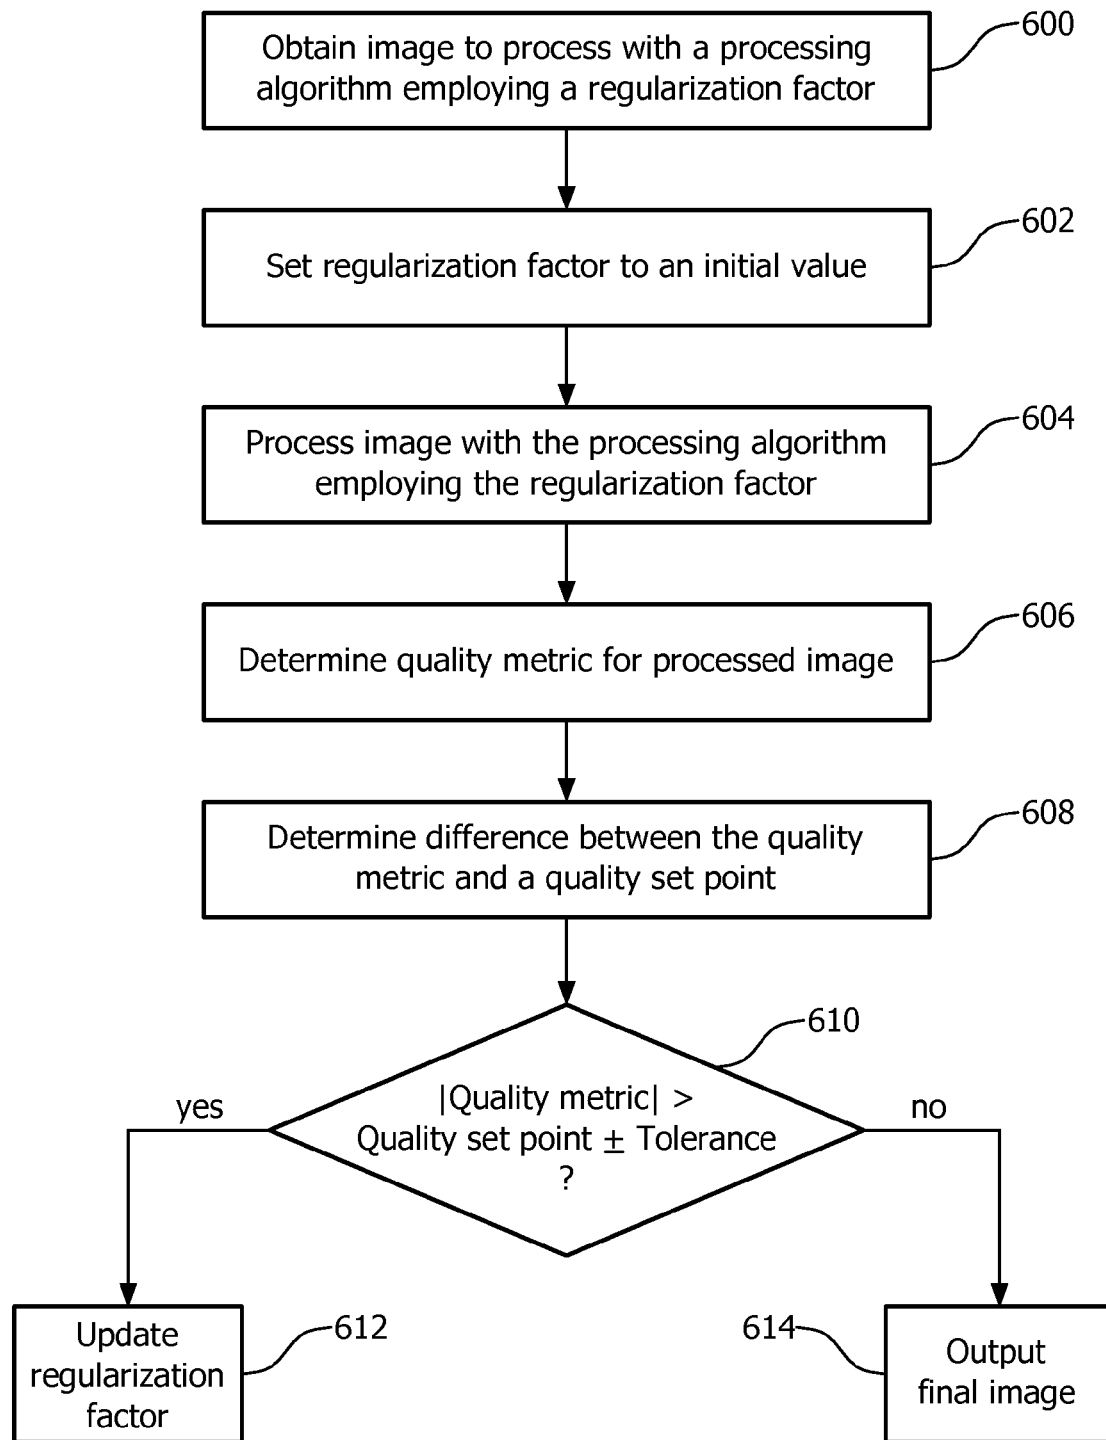 Obtain image to process with a processing
algorithm employing a regularization factor
600
Set regularization factor to an initial value
602
Process image with the processing algorithm
employing the regularization factor
604
Determine quality metric for processed image
606
Determine difference between the quality
metric and a quality set point
608
|Quality metric| >
Quality set point ± Tolerance
?
610
yes
no
Update
regularization
factor
612
614
Output
final image